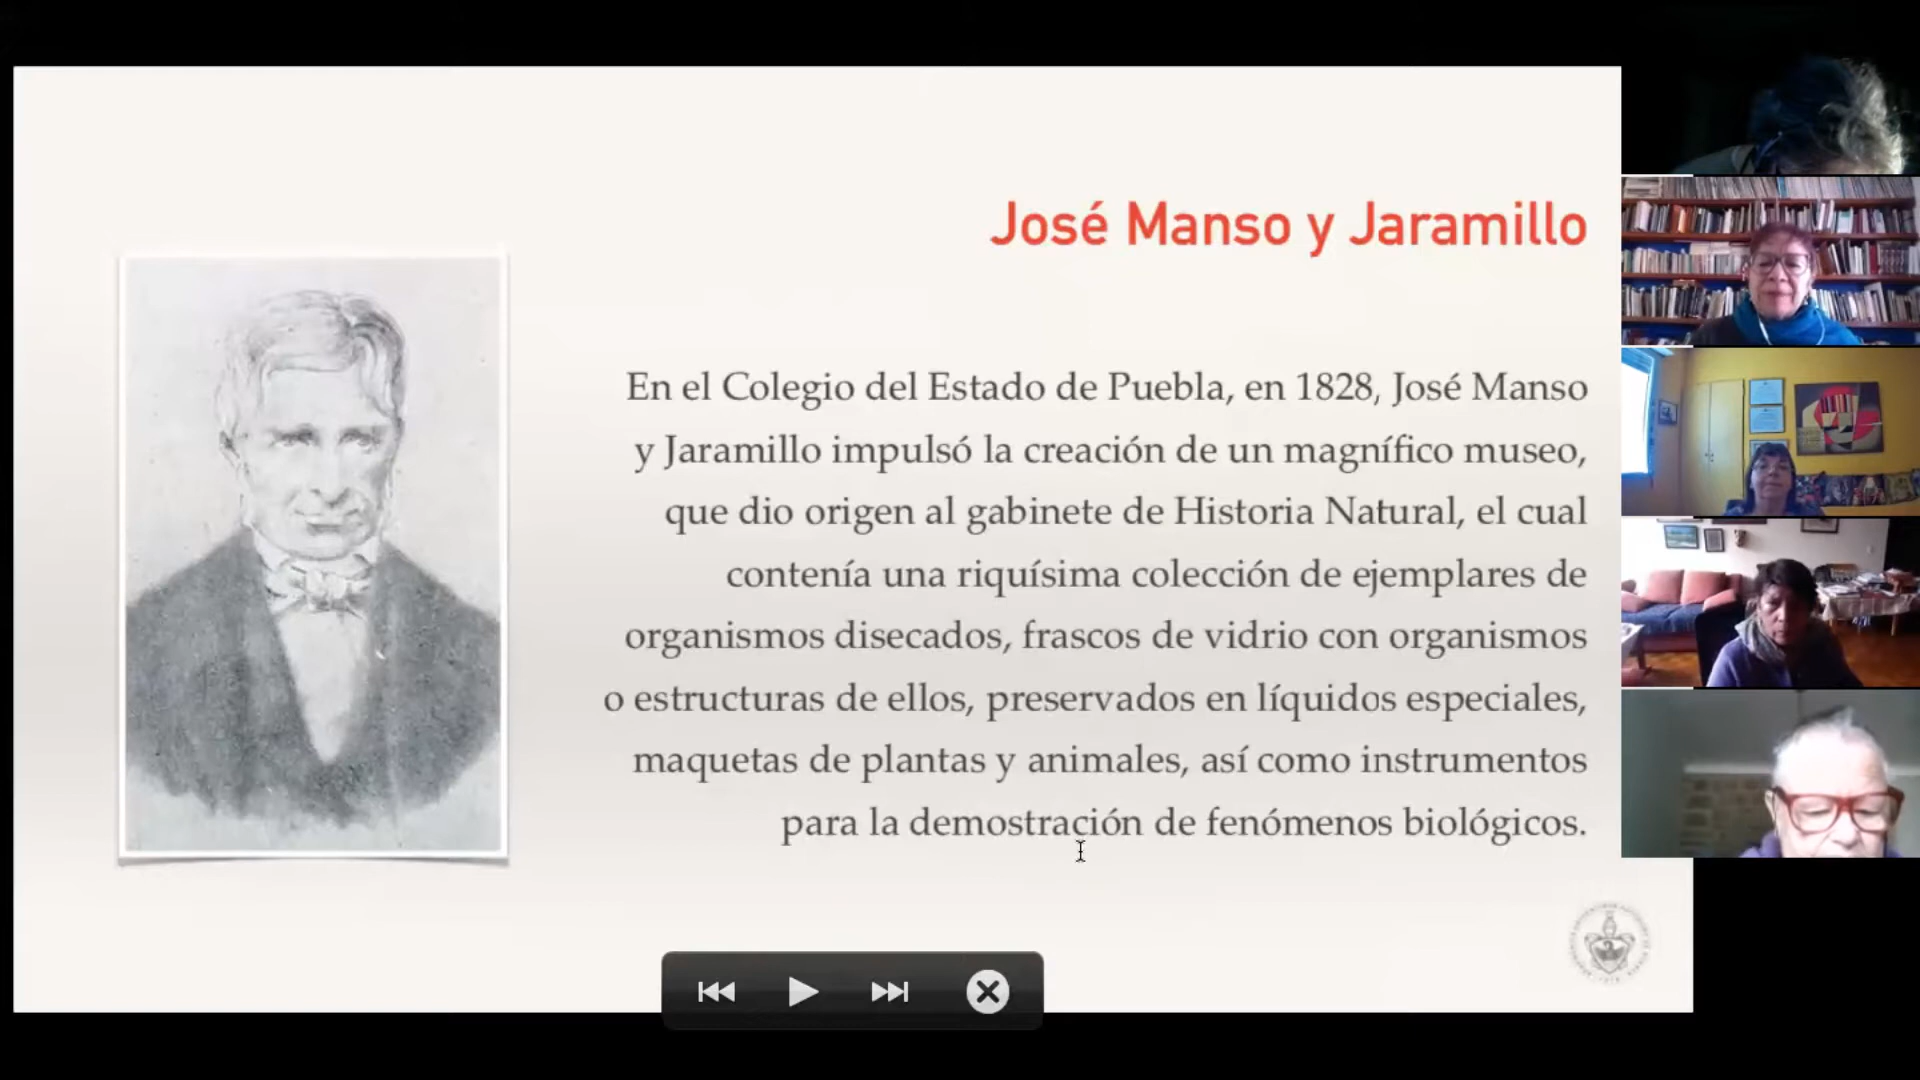 José Manso y Jaramillo
En el Colegio del Estado de Puebla, en 1828, José Manso
y Jaramillo impulsó la creación de un magnífico museo,
que dio origen al gabinete de Historia Natural, el cual
contenía una riquísima colección de ejemplares de
organismos disecados, frascos de vidrio con organismos
o estructuras de ellos, preservados en líquidos especiales,
maquetas de plantas y animales, así como instrumentos
para la demostración de fenómenos biológicos.